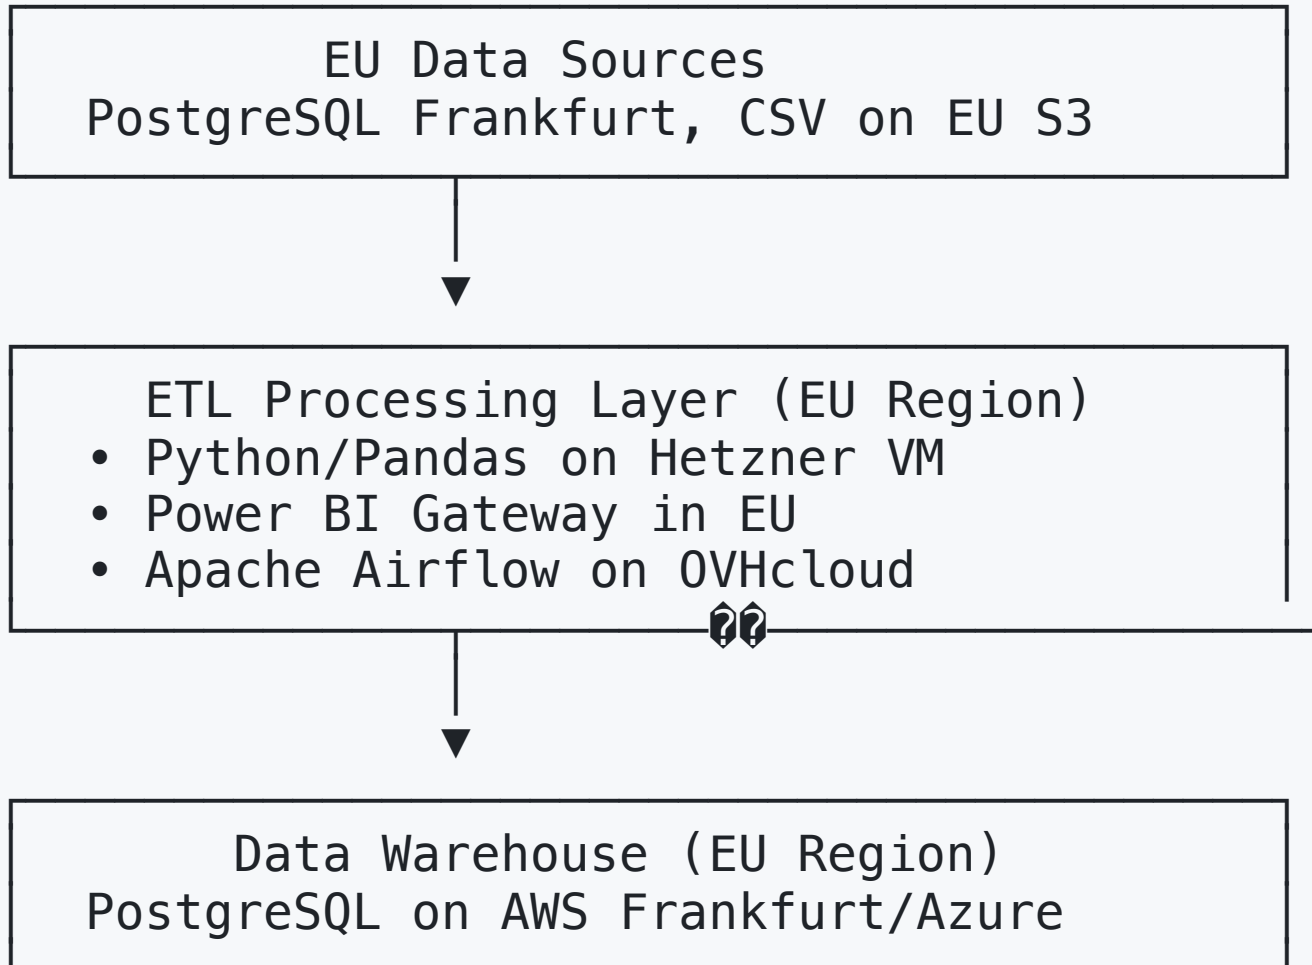 EU Data Sources
PostgreSQL Frankfurt, CSV on EU S3
ETL Processing Layer (EU Region)
• Python/Pandas on Hetzner VM
• Power BI Gateway in EU
• Apache Airflow on OVHcloud
��
Data Warehouse (EU Region)
PostgreSQL on AWS Frankfurt/Azure